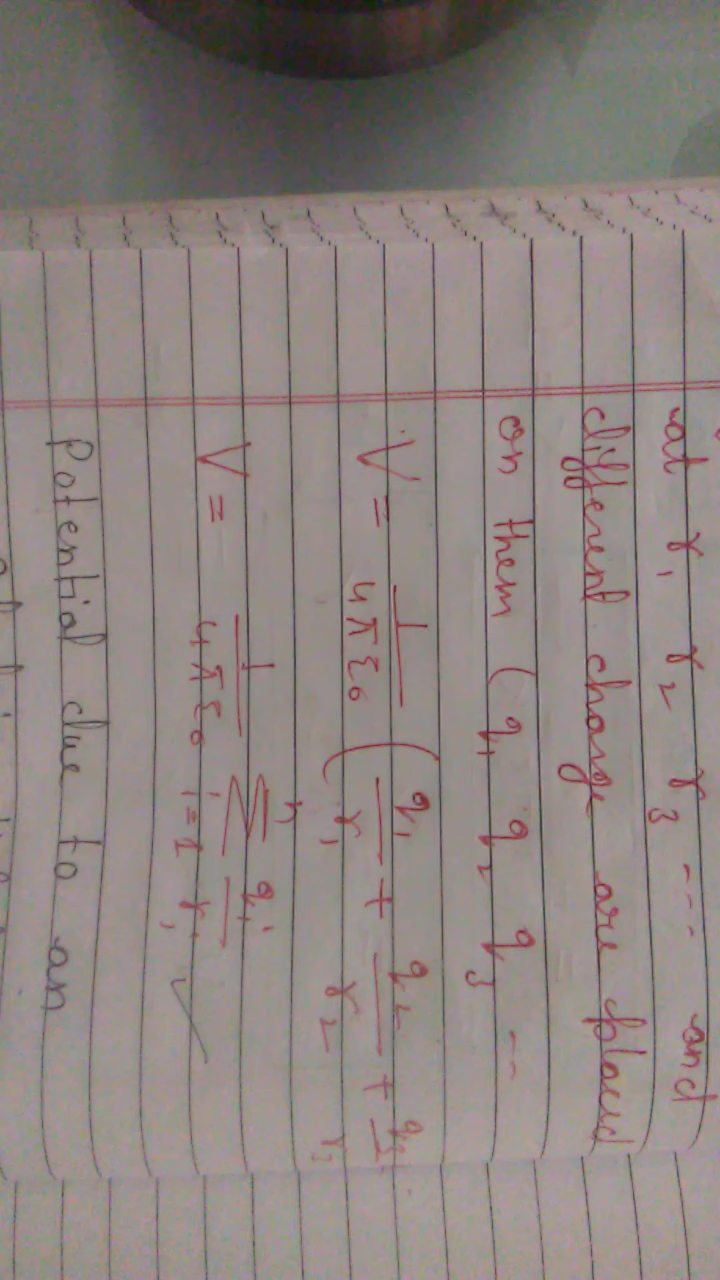 at r₁ r₂ r₃ --- and
different charge are placed
on them (q₁ q₂ q₃ --
V = 1/4πε₀ (q₁/r₁ + q₂/r₂ + q₃/r₃
V = 1/4πε₀ Σⁿᵢ₌₁ qᵢ/rᵢ ✓
Potential due to an